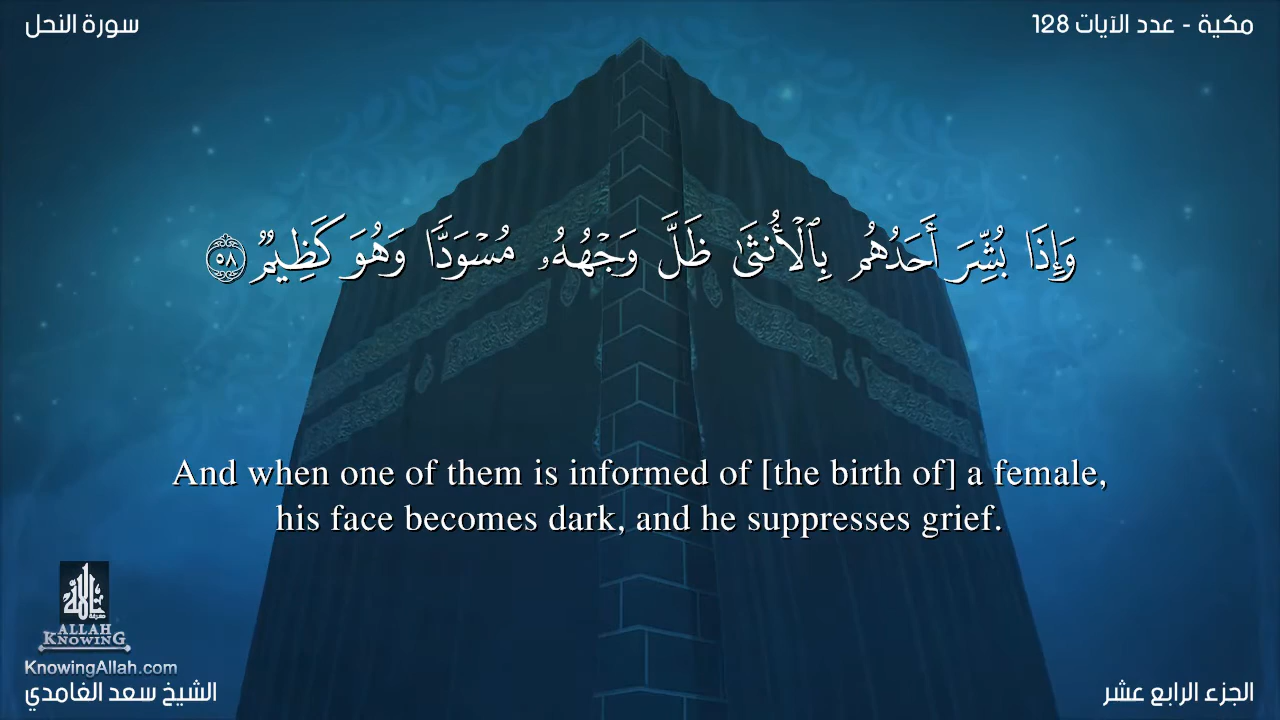 سورة النحل
مكية - عدد الآيات 128
وَإِذَا بُشِّرَ أَحَدُهُم بِٱلْأُنثَىٰ ظَلَّ وَجْهُهُۥ مُسْوَدًّا وَهُوَ كَظِيمٌ ٥٨
And when one of them is informed of [the birth of] a female,
his face becomes dark, and he suppresses grief.
ALLAH
KNOWING
KnowingAllah.com
الشيخ سعد الغامدي
الجزء الرابع عشر